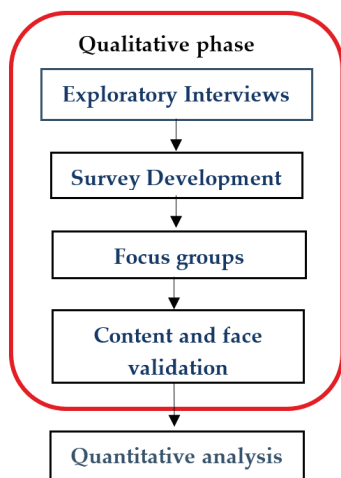 Qualitative phase
Exploratory Interviews
Survey Development
Focus groups
Content and face
validation
Quantitative analysis